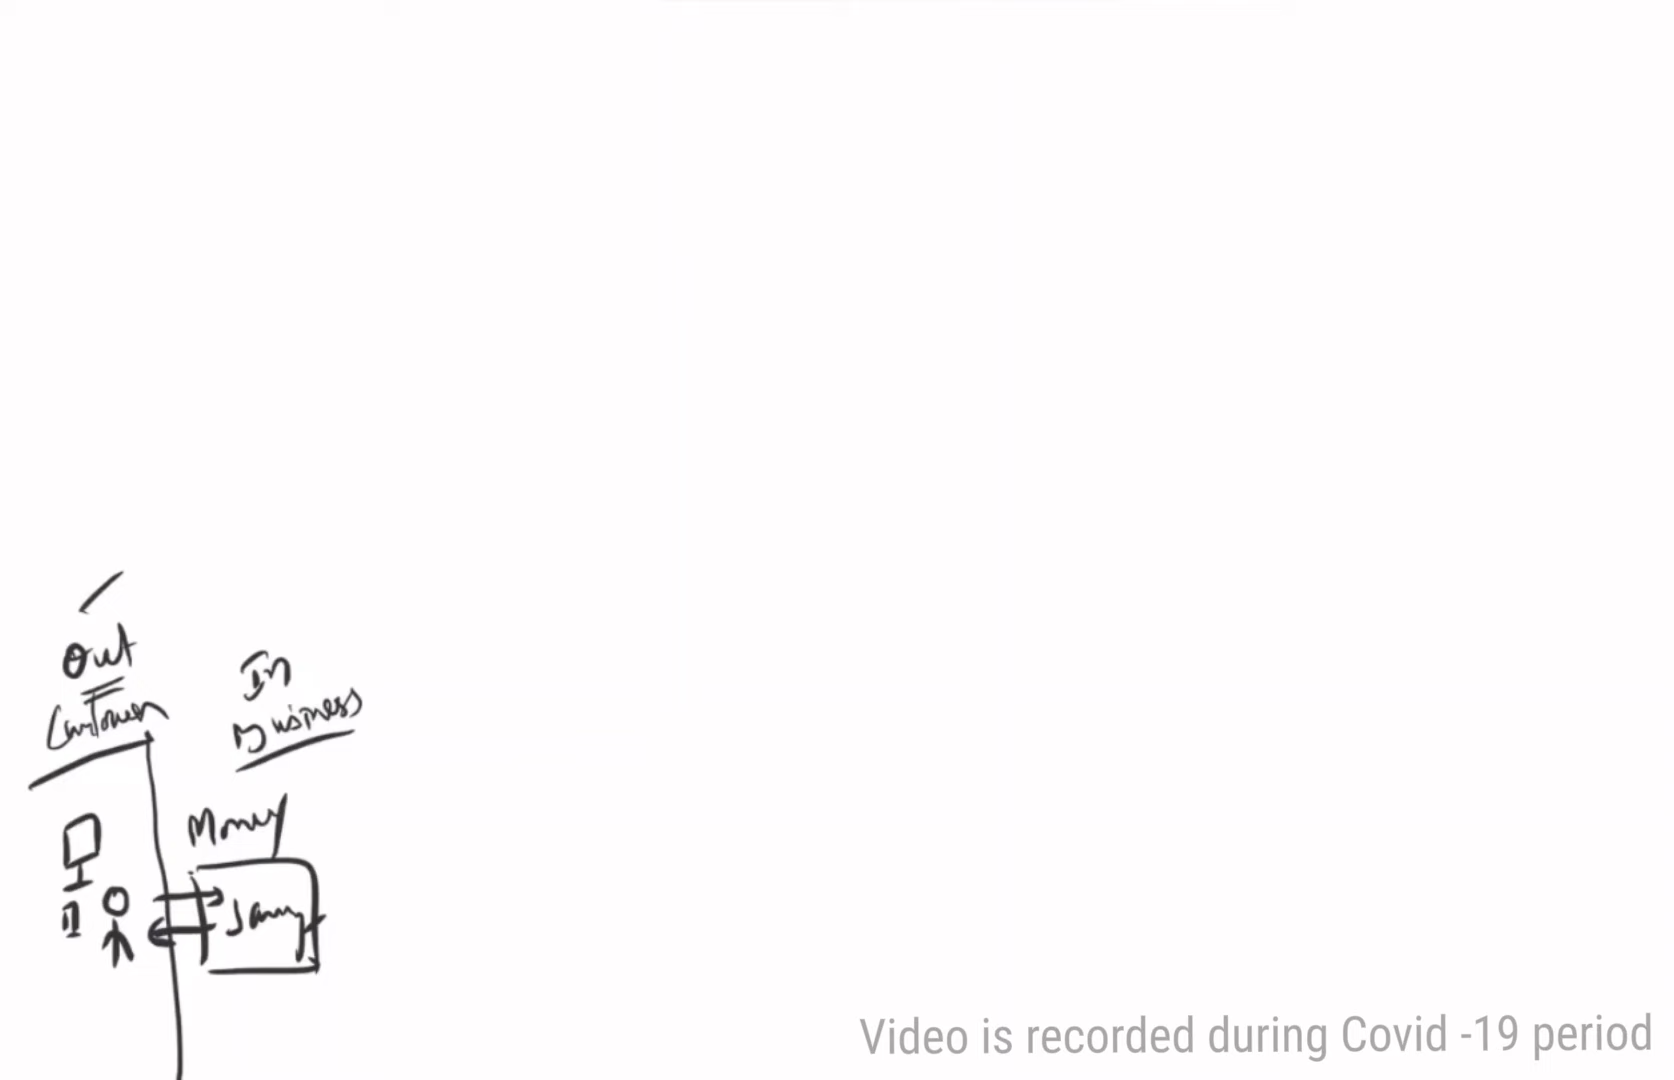 out
In
Customer
Business
Money
Video is recorded during Covid -19 period